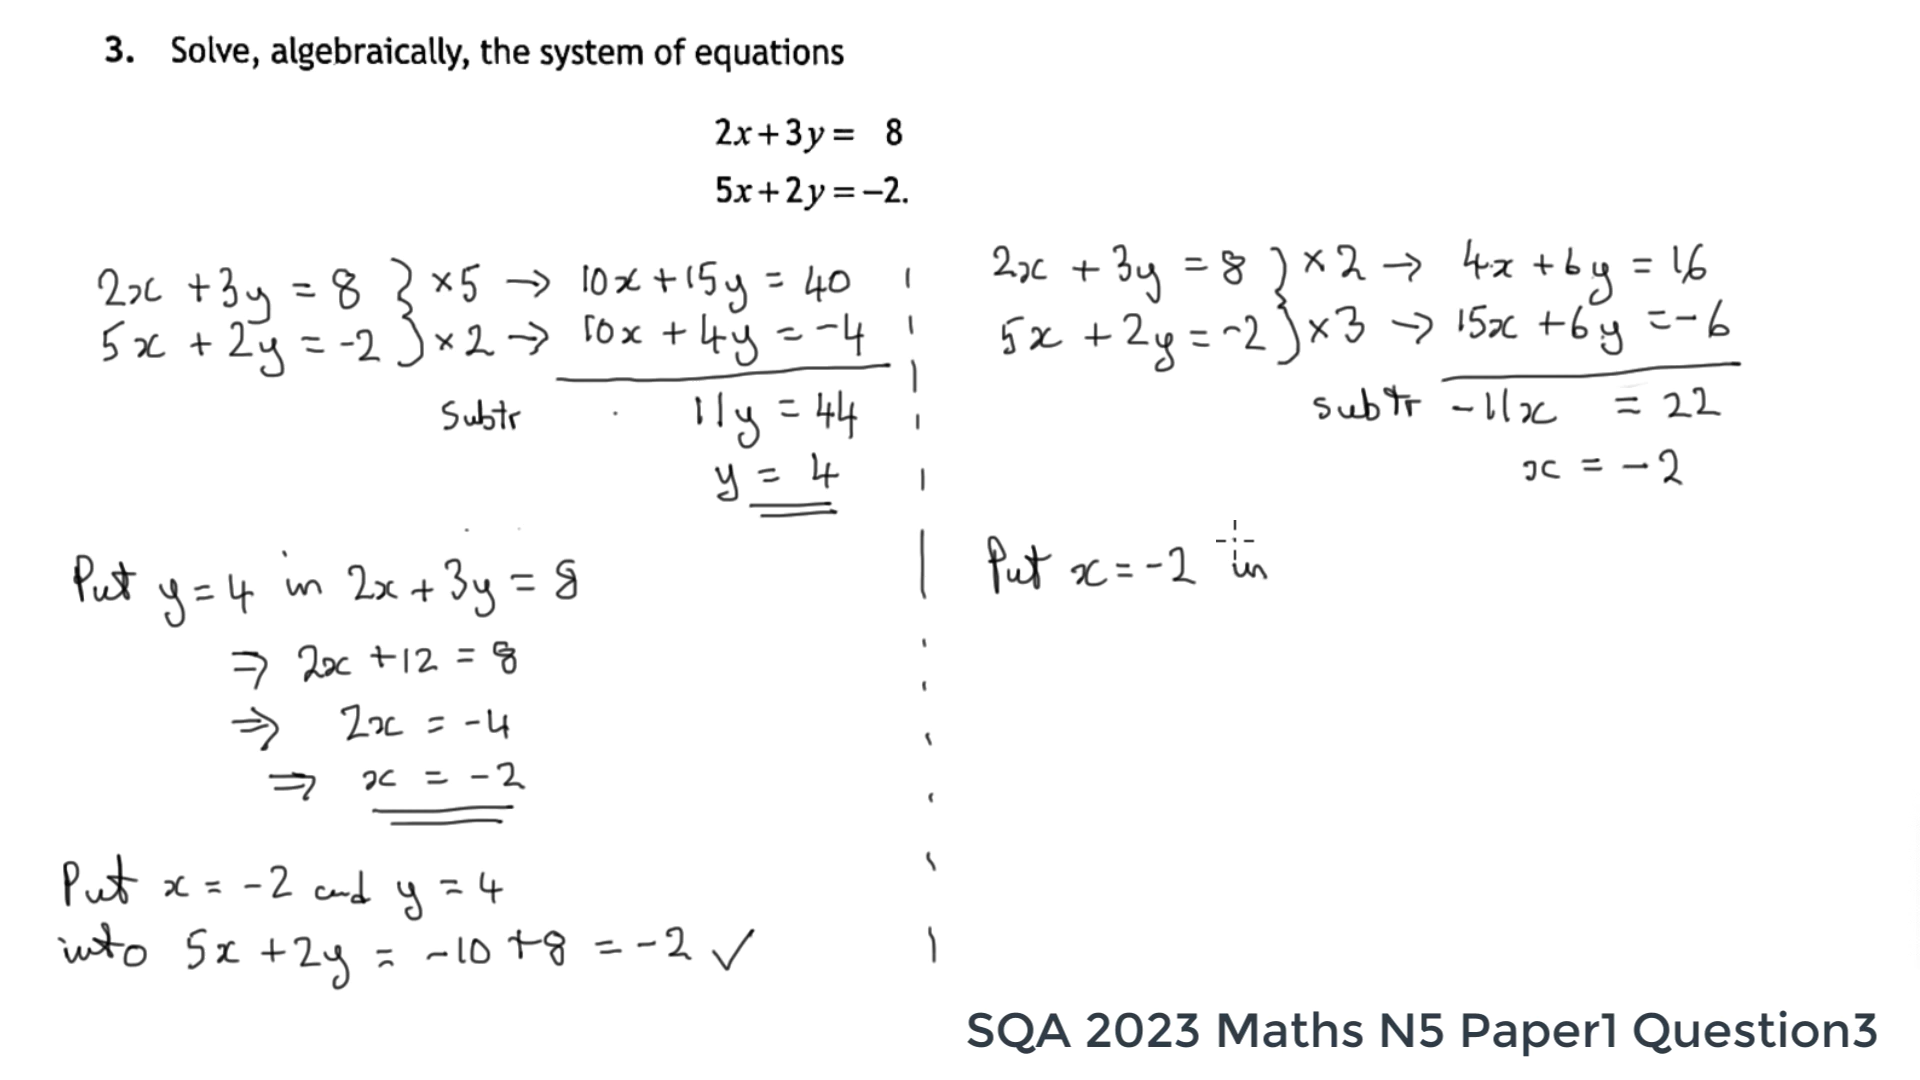 3. Solve, algebraically, the system of equations
2x+3y= 8
5x+2y=-2.
2x +3y = 8 } ×5 → 10x+15y = 40
5x + 2y = -2 } ×2 → 10x + 4y = -4
Subtr 11y = 44
y = 4
Put y=4 in 2x+3y = 8
⇒ 2x +12 = 8
⇒ 2x = -4
⇒ x = -2
Put x = -2 and y = 4
into 5x +2y = -10 +8 = -2 ✓
2x + 3y = 8 } ×2 → 4x +6y = 16
5x + 2y = -2 } ×3 → 15x +6y = -6
subtr -11x = 22
x = -2
Put x = -2 in
SQA 2023 Maths N5 Paper1 Question3